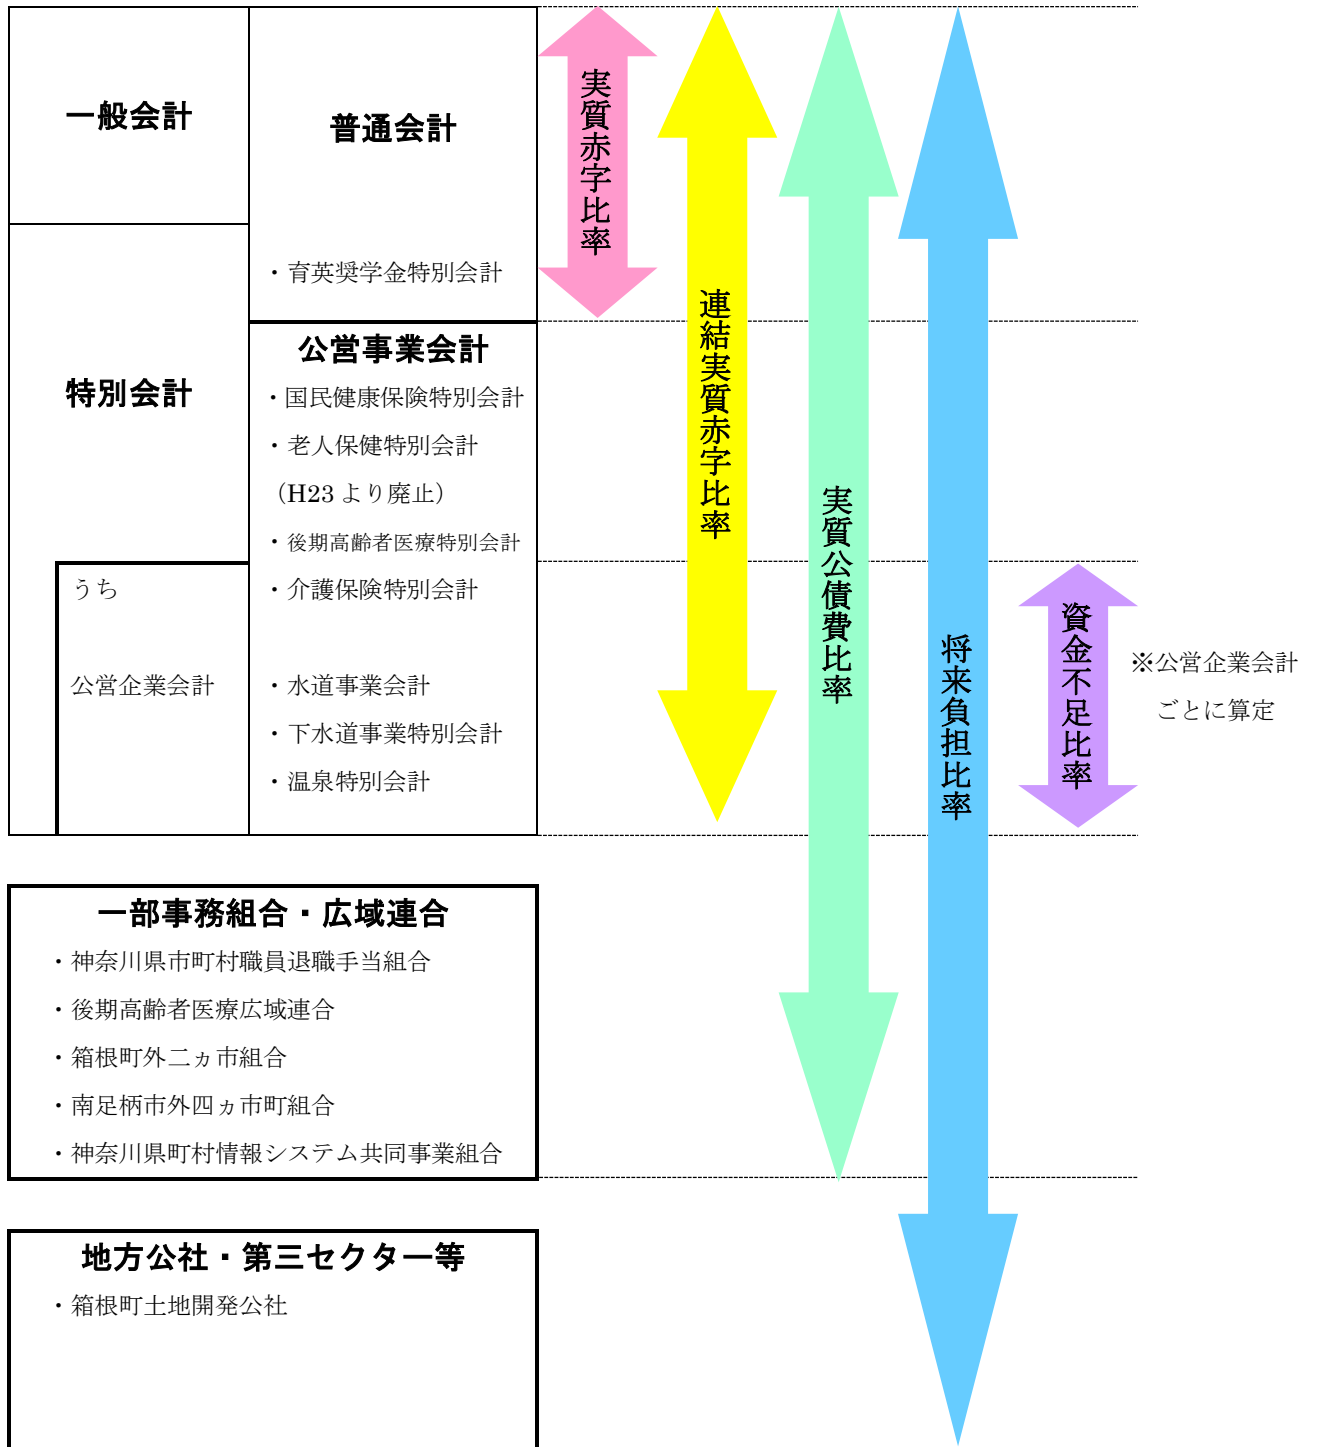 一般会計
普通会計
・育英奨学金特別会計
特別会計
公営事業会計
・国民健康保険特別会計
・老人保健特別会計
（H23 より廃止）
・後期高齢者医療特別会計
・介護保険特別会計
うち
公営企業会計
・水道事業会計
・下水道事業特別会計
・温泉特別会計
実質赤字比率
連結実質赤字比率
実質公債費比率
将来負担比率
資金不足比率
※公営企業会計
ごとに算定
一部事務組合・広域連合
・神奈川県市町村職員退職手当組合
・後期高齢者医療広域連合
・箱根町外二ヵ市組合
・南足柄市外四ヵ市町組合
・神奈川県町村情報システム共同事業組合
地方公社・第三セクター等
・箱根町土地開発公社